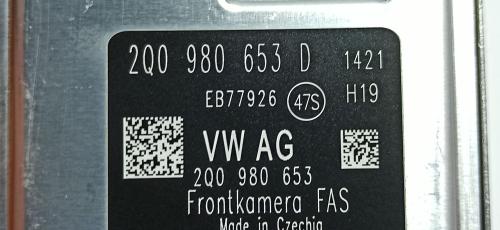 2Q0 980 653 D 1421
EB77926 47S H19
VW AG
2Q0 980 653
Frontkamera FAS
Made in Czechia